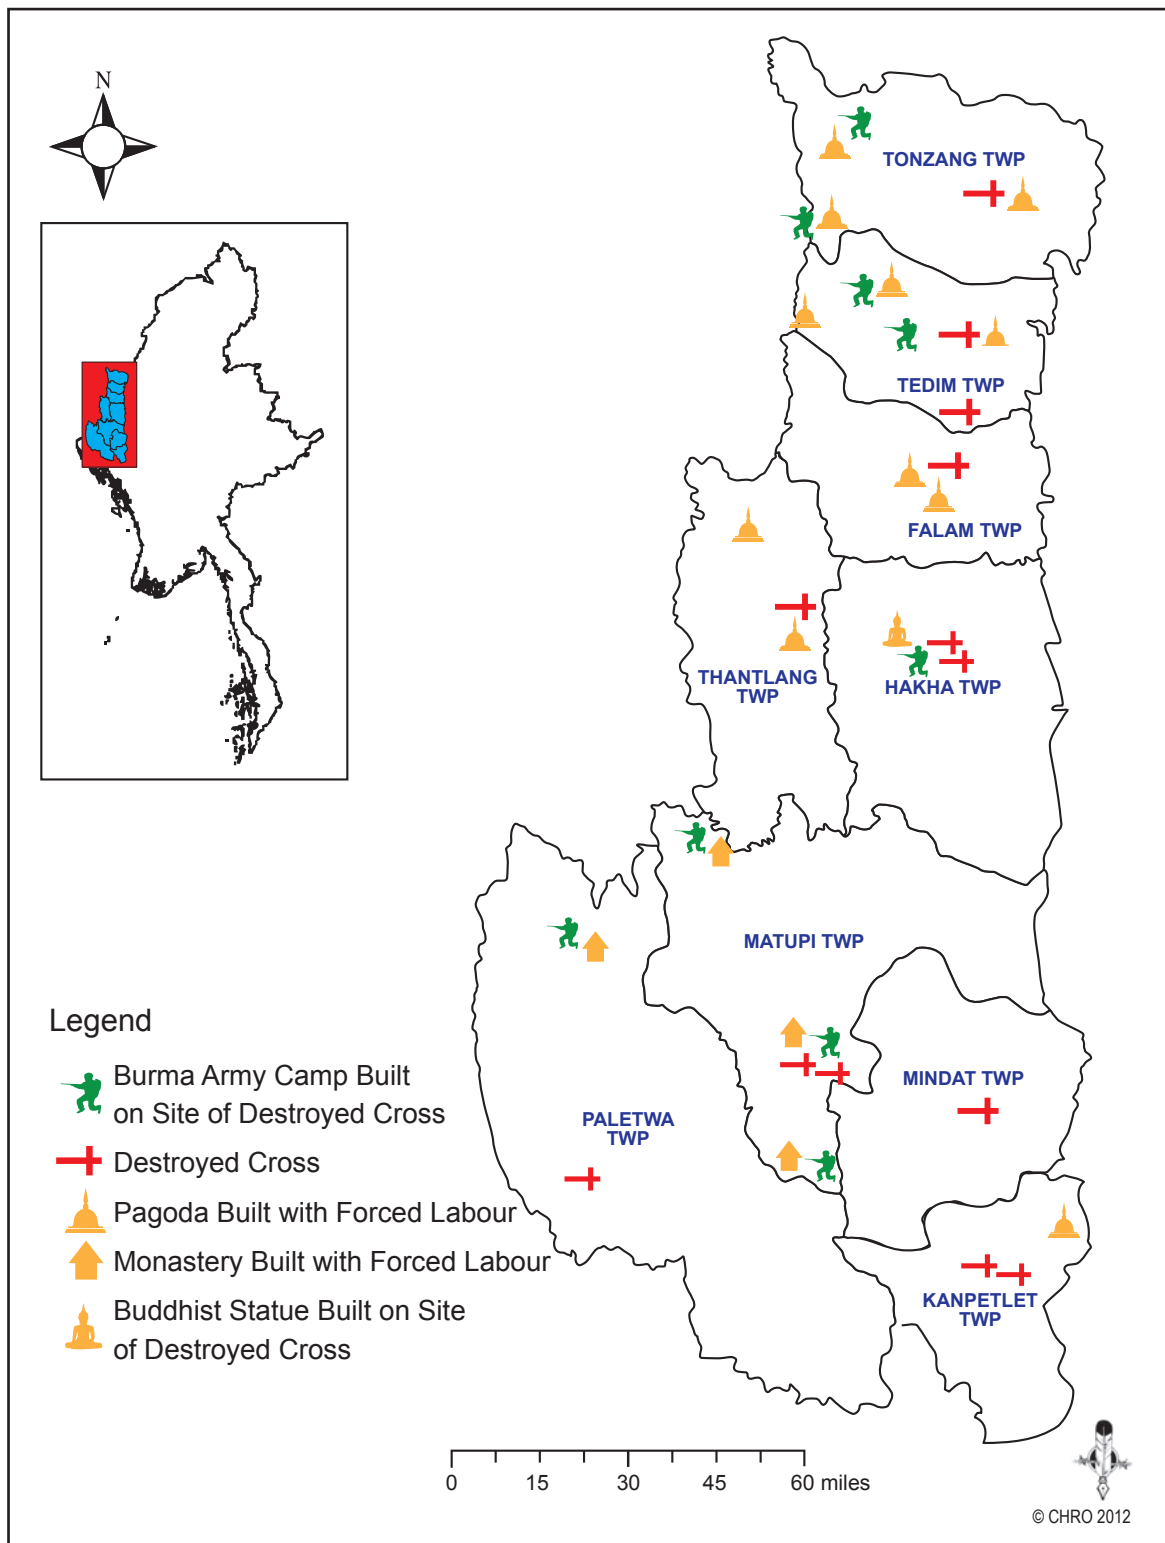 N
TONZANG TWP
TEDIM TWP
FALAM TWP
THANTLANG
TWP
HAKHA TWP
MATUPI TWP
MINDAT TWP
PALETWA
TWP
KANPETLET
TWP
Legend
Burma Army Camp Built
on Site of Destroyed Cross
Destroyed Cross
Pagoda Built with Forced Labour
Monastery Built with Forced Labour
Buddhist Statue Built on Site
of Destroyed Cross
0 15 30 45 60 miles
© CHRO 2012